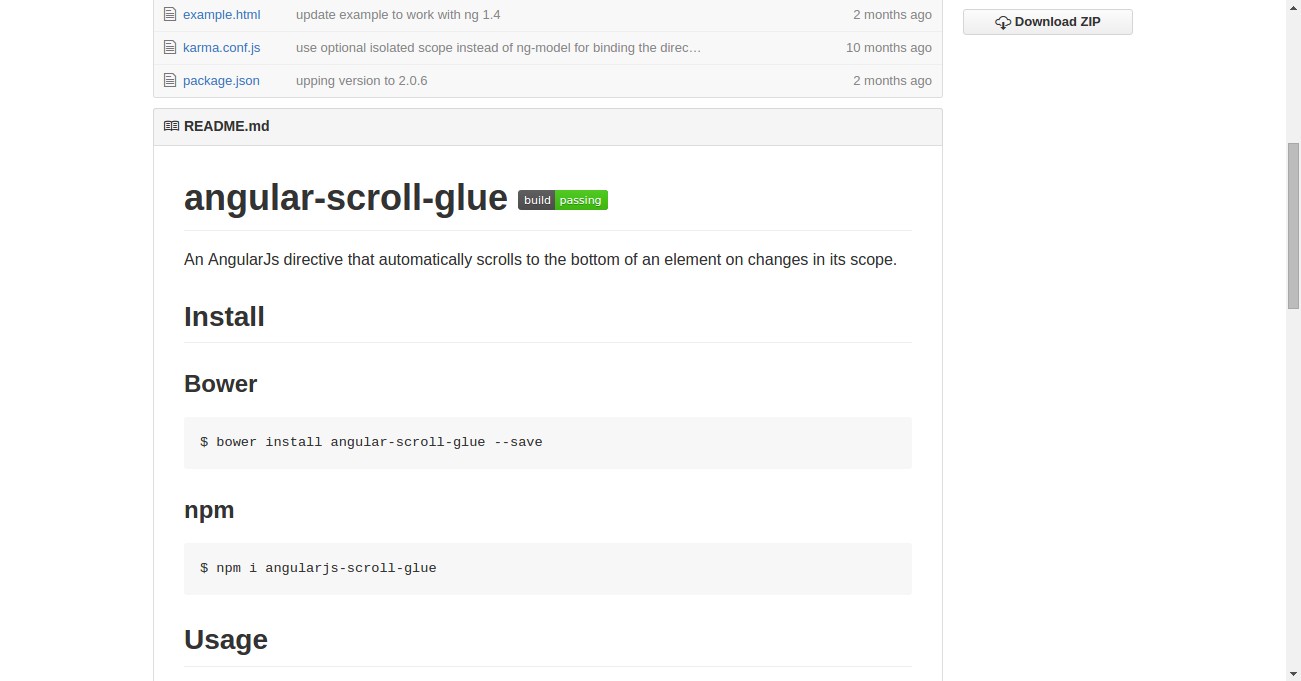 example.html update example to work with ng 1.4 2 months ago
Download ZIP
karma.conf.js use optional isolated scope instead of ng-model for binding the direc… 10 months ago
package.json upping version to 2.0.6 2 months ago
README.md
angular-scroll-glue build passing
An AngularJs directive that automatically scrolls to the bottom of an element on changes in its scope.
Install
Bower
$ bower install angular-scroll-glue --save
npm
$ npm i angularjs-scroll-glue
Usage